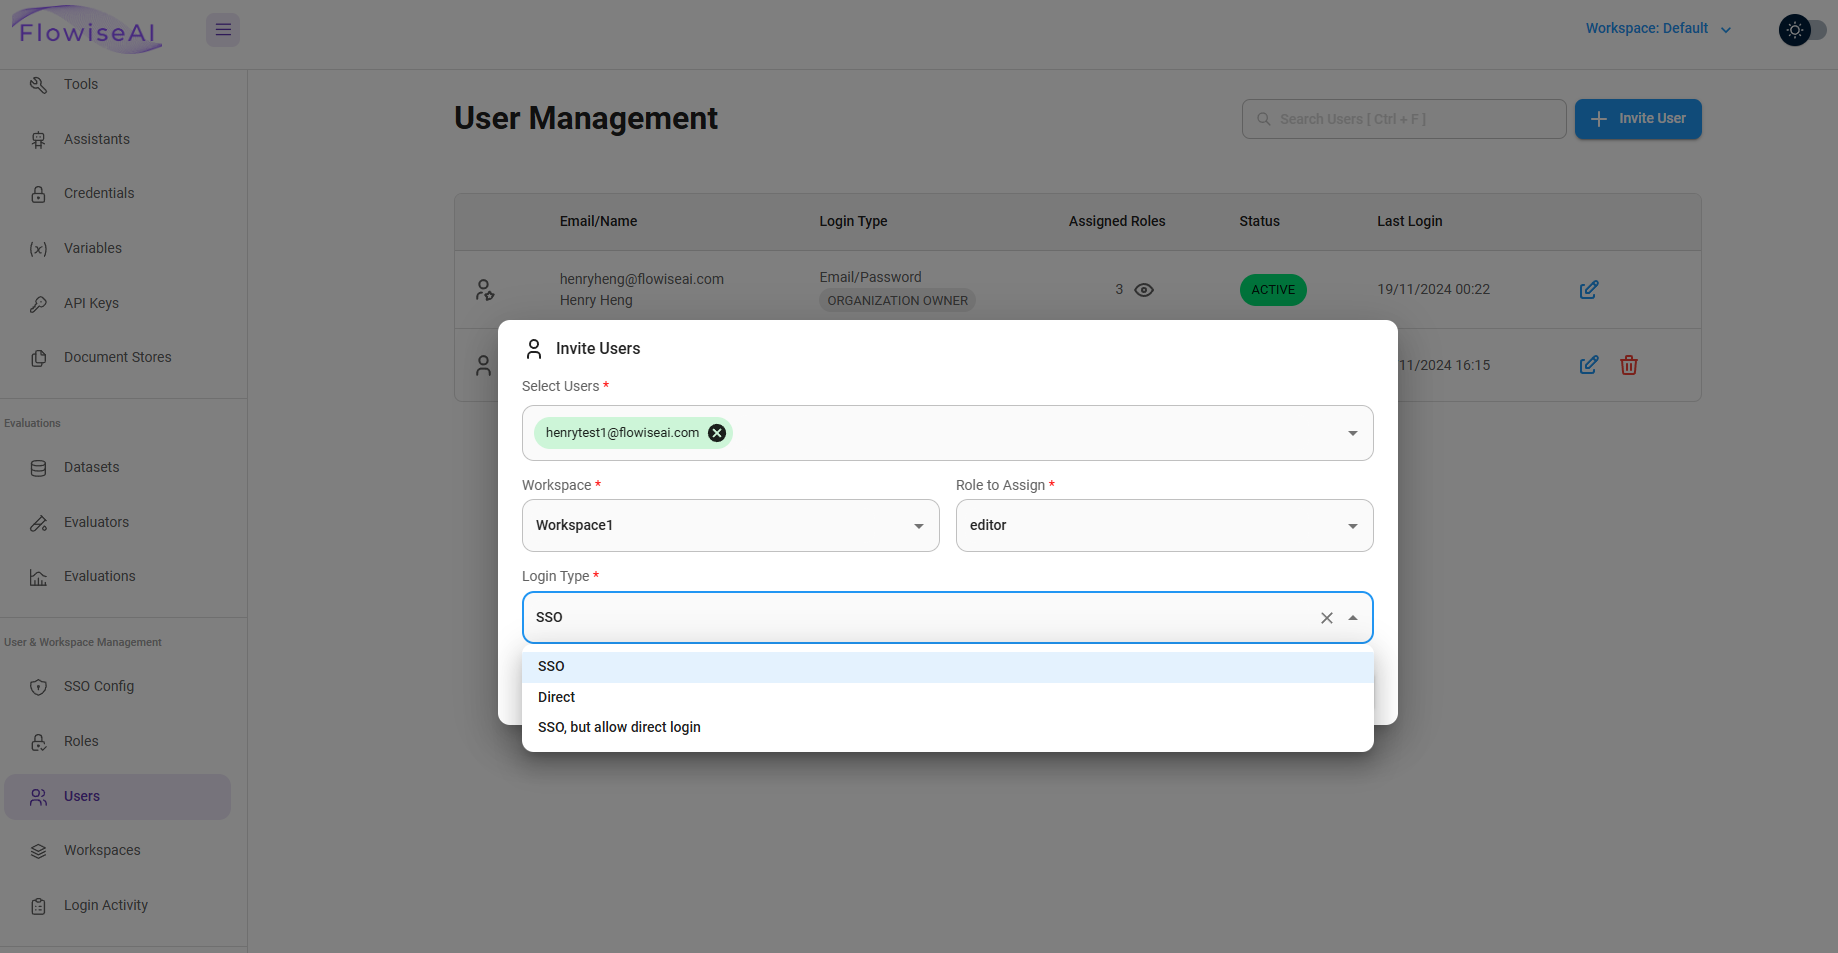 FlowiseAI
Workspace: Default
Tools
Assistants
Credentials
Variables
API Keys
Document Stores
Evaluations
Datasets
Evaluators
Evaluations
User & Workspace Management
SSO Config
Roles
Users
Workspaces
Login Activity
User Management
Search Users [ Ctrl + F ]
Invite User
Email/Name Login Type Assigned Roles Status Last Login
henryheng@flowiseai.com
Henry Heng
Email/Password
ORGANIZATION OWNER
3
ACTIVE
19/11/2024 00:22
11/2024 16:15
Invite Users
Select Users *
henrytest1@flowiseai.com
Workspace *
Workspace1
Role to Assign *
editor
Login Type *
SSO
SSO
Direct
SSO, but allow direct login